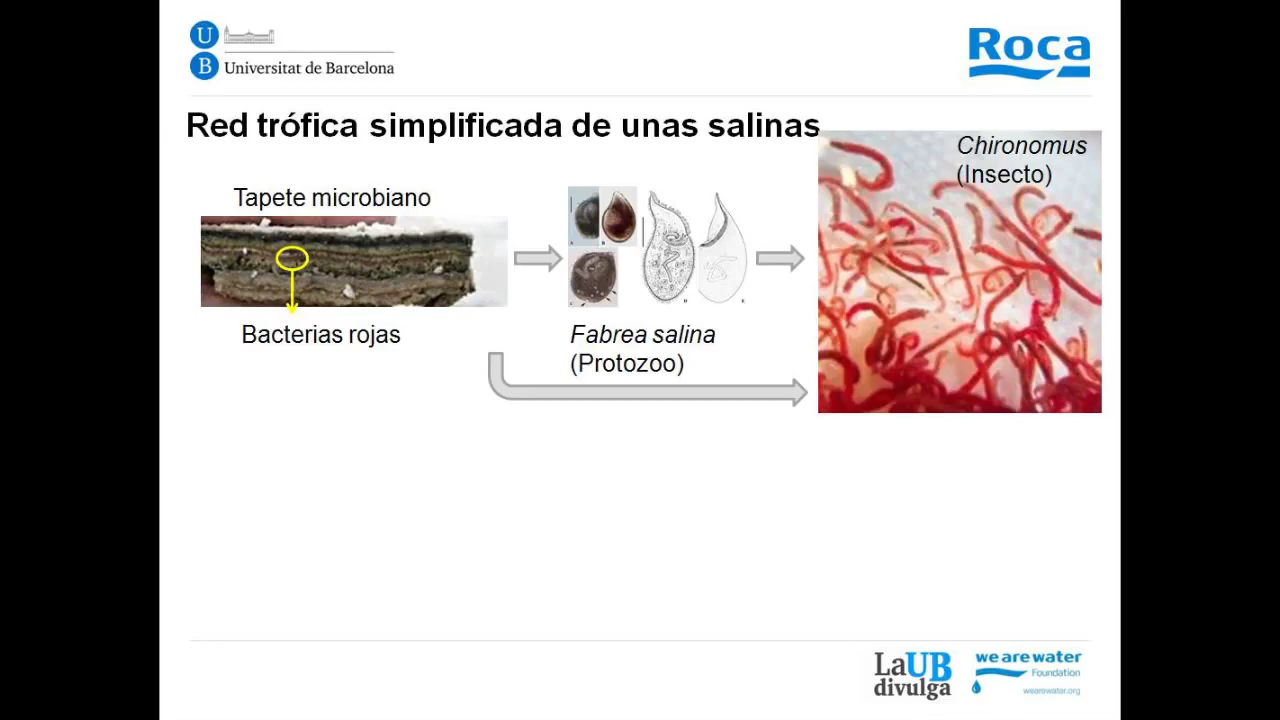 U
B
Universitat de Barcelona
Roca
Red trófica simplificada de unas salinas
Chironomus
(Insecto)
Tapete microbiano
Bacterias rojas
Fabrea salina
(Protozoo)
LaUB
divulga
we are water
Foundation
wearewater.org